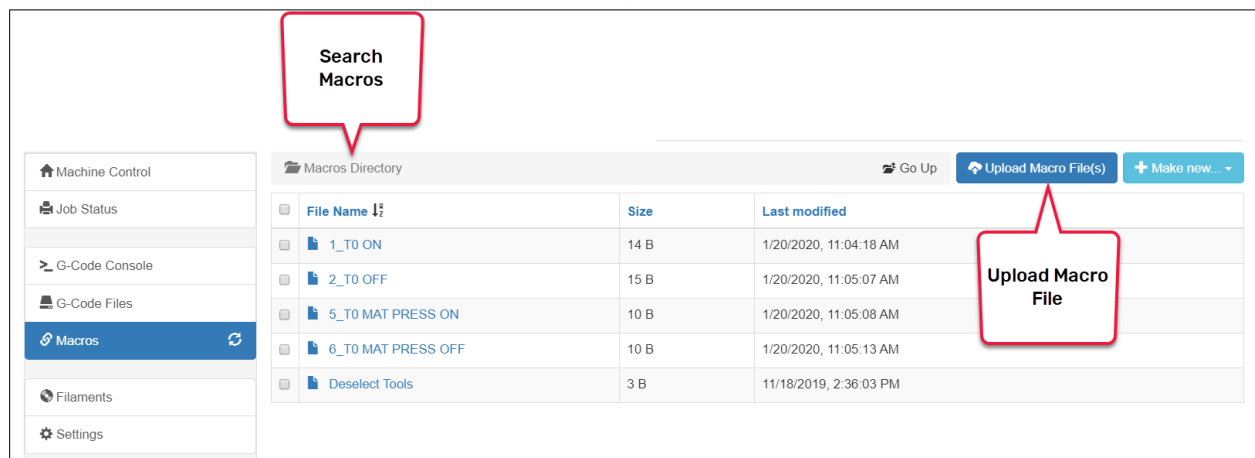 Search
Macros
Machine Control
Macros Directory
Go Up
Upload Macro File(s)
Make new...
Job Status
File Name
Size
Last modified
1_T0 ON
14 B
1/20/2020, 11:04:18 AM
G-Code Console
2_T0 OFF
15 B
1/20/2020, 11:05:07 AM
Upload Macro
File
G-Code Files
5_T0 MAT PRESS ON
10 B
1/20/2020, 11:05:08 AM
Macros
6_T0 MAT PRESS OFF
10 B
1/20/2020, 11:05:13 AM
Deselect Tools
3 B
11/18/2019, 2:36:03 PM
Filaments
Settings